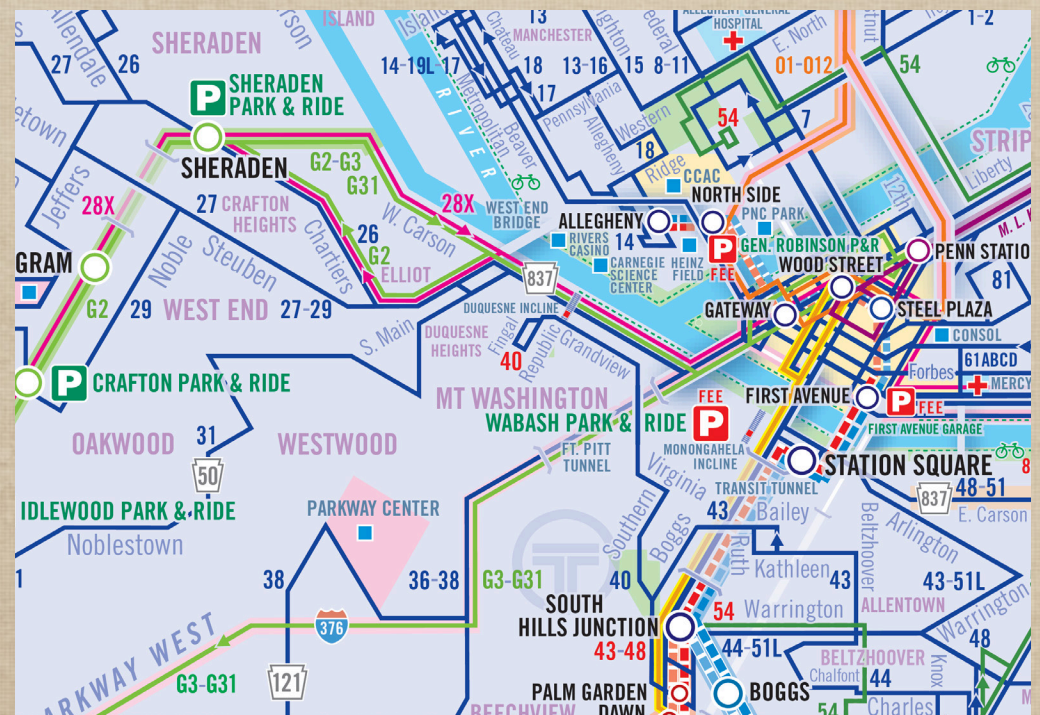 ISLAND
SHERADEN
27
26
Allendale
Island
13
Chateau
MANCHESTER
14-19L-17
18
13-16
15
8-11
17
ALLEGHENY GENERAL
HOSPITAL
E. North
01-012
54
1-2
P
SHERADEN
PARK & RIDE
SHERADEN
RIVER
Metropolitan
Beaver
Pennsylvania
Allegheny
Western
54
7
18
Ridge
STRIP
Liberty
12th
Jeffers
28X
G2-G3
G31
27
CRAFTON
HEIGHTS
W. Carson
28X
26
G2
ELLIOT
Chartiers
WEST END
BRIDGE
CCAC
NORTH SIDE
ALLEGHENY
PNC PARK
RIVERS
CASINO
14
HEINZ
FIELD
P
FEE
GEN. ROBINSON P&R
CARNEGIE
SCIENCE
CENTER
WOOD STREET
M.L.K
81
Noble
Steuben
G2
29
WEST END
27-29
837
DUQUESNE INCLINE
GATEWAY
STEEL PLAZA
CONSOL
S. Main
DUQUESNE
HEIGHTS
Fingal
40
Republic
Grandview
61ABCD
Forbes
MERCY
P
CRAFTON PARK & RIDE
MT WASHINGTON
WABASH PARK & RIDE
FEE
P
FIRST AVENUE
P
FEE
FIRST AVENUE GARAGE
OAKWOOD
31
50
WESTWOOD
FT. PITT
TUNNEL
MONONGAHELA
INCLINE
STATION SQUARE
TRANSIT TUNNEL
837
48-51
E. Carson
IDLEWOOD PARK & RIDE
Noblestown
PARKWAY CENTER
Virginia
Southern
Boggs
43
Bailey
Beltzhoover
Arlington
T
Ruth
Kathleen
43
43-51L
38
36-38
G3-G31
40
376
SOUTH
HILLS JUNCTION
43-48
54
Warrington
ALLENTOWN
Warrington
44-51L
48
BELTZHOOVER
Chalfont
44
Knox
G3-G31
121
PALM GARDEN
BOGGS
54
Charles
BEECHVIEW